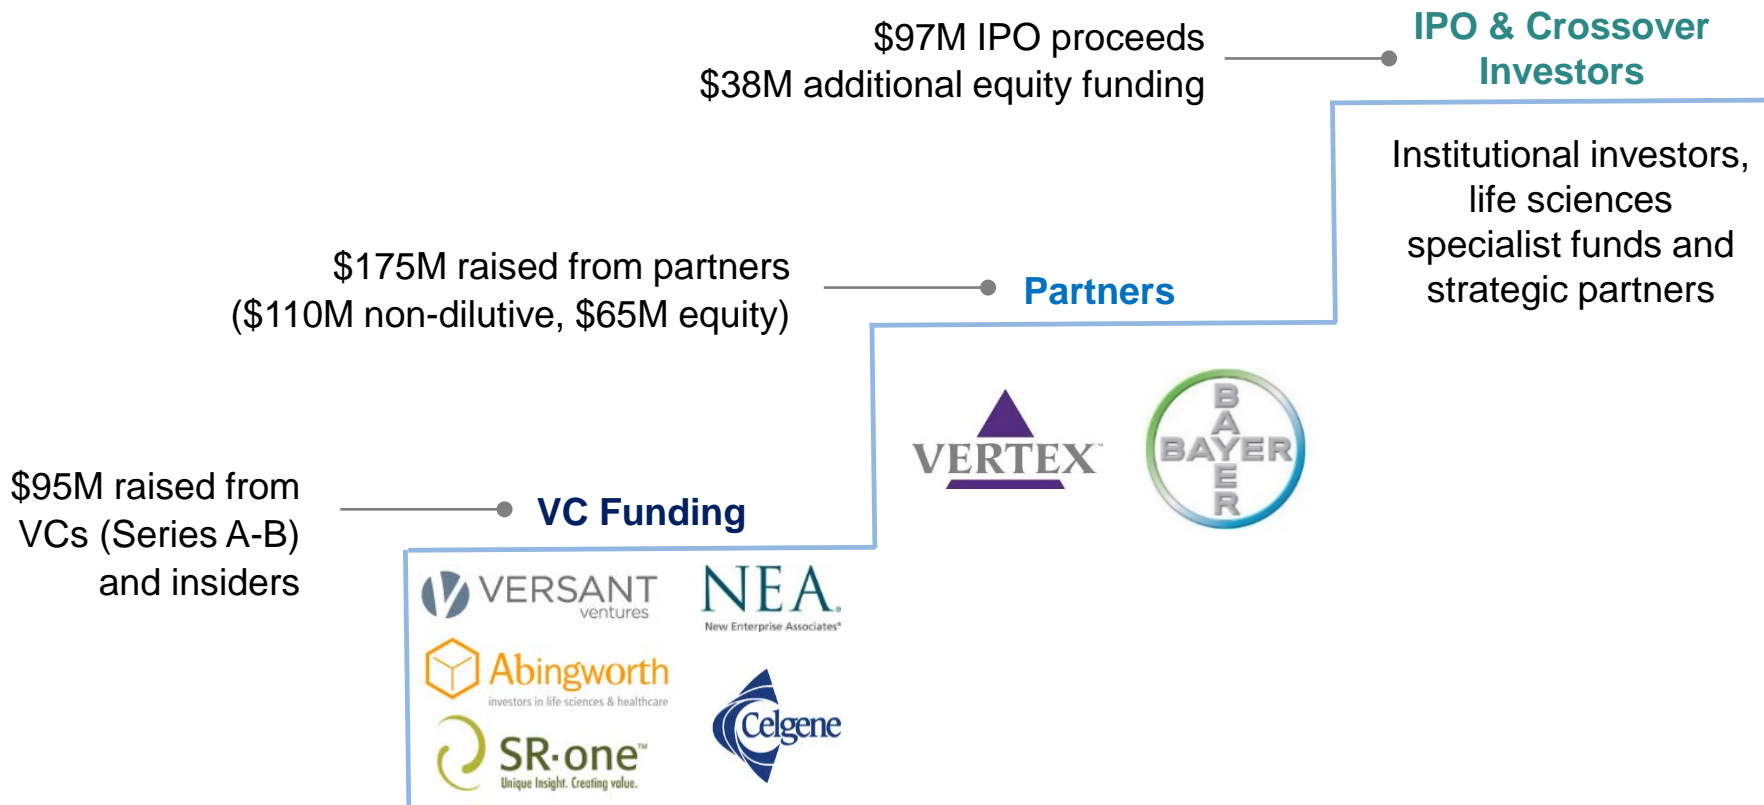 $97M IPO proceeds
$38M additional equity funding
IPO & Crossover
Investors
Institutional investors,
life sciences
specialist funds and
strategic partners
$175M raised from partners
($110M non-dilutive, $65M equity)
Partners
VERTEX™
BAYER
BAYER
$95M raised from
VCs (Series A-B)
and insiders
VC Funding
VERSANT
ventures
NEA®
New Enterprise Associates®
Abingworth
investors in life sciences & healthcare
Celgene
SR·one™
Unique Insight. Creating value.